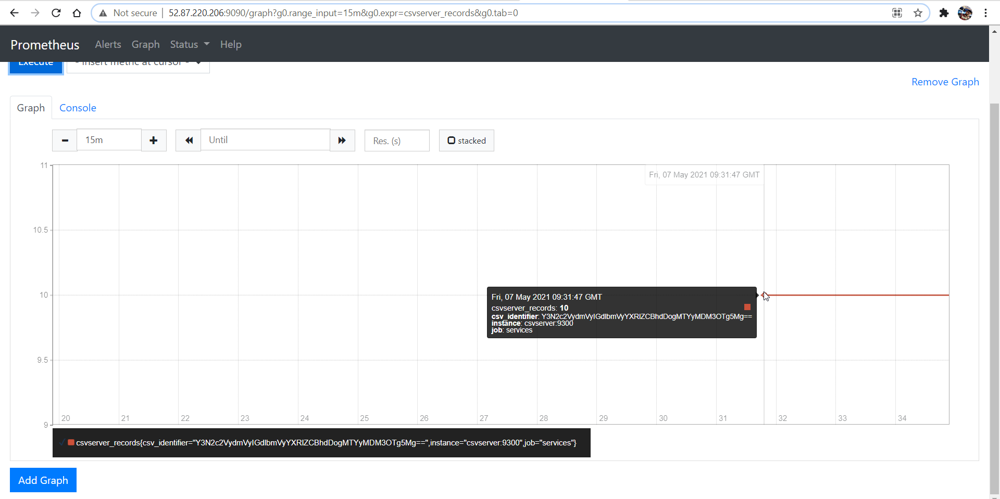 Not secure
52.87.220.206:9090/graph?g0.range_input=15m&g0.expr=csvserver_records&g0.tab=0
Prometheus
Alerts
Graph
Status
Help
Execute
- insert metric at cursor -
Remove Graph
Graph
Console
15m
Until
Res. (s)
stacked
11
Fri, 07 May 2021 09:31:47 GMT
10.5
10
Fri, 07 May 2021 09:31:47 GMT
csvserver_records: 10
csv_identifier: Y3N2c2VydmVyIGdlbmVyYXRlZCBhdDogMTYyMDM3OTg5Mg==
instance: csvserver:9300
job: services
9.5
20 21 22 23 24 25 26 27 28 29 30 31 32 33 34
9
csvserver_records{csv_identifier="Y3N2c2VydmVyIGdlbmVyYXRlZCBhdDogMTYyMDM3OTg5Mg==",instance="csvserver:9300",job="services"}
Add Graph